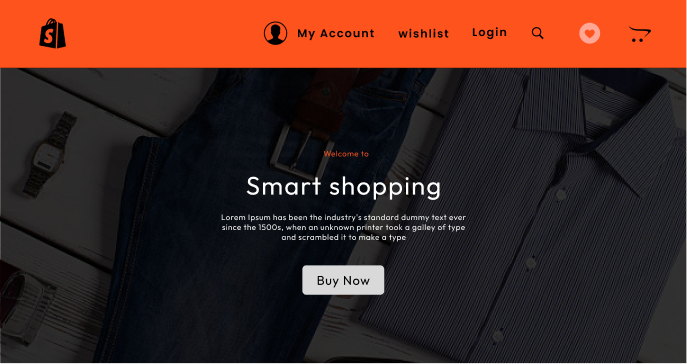 My Account wishlist Login
Welcome to
Smart shopping
Lorem Ipsum has been the industry's standard dummy text ever
since the 1500s, when an unknown printer took a galley of type
and scrambled it to make a type
Buy Now